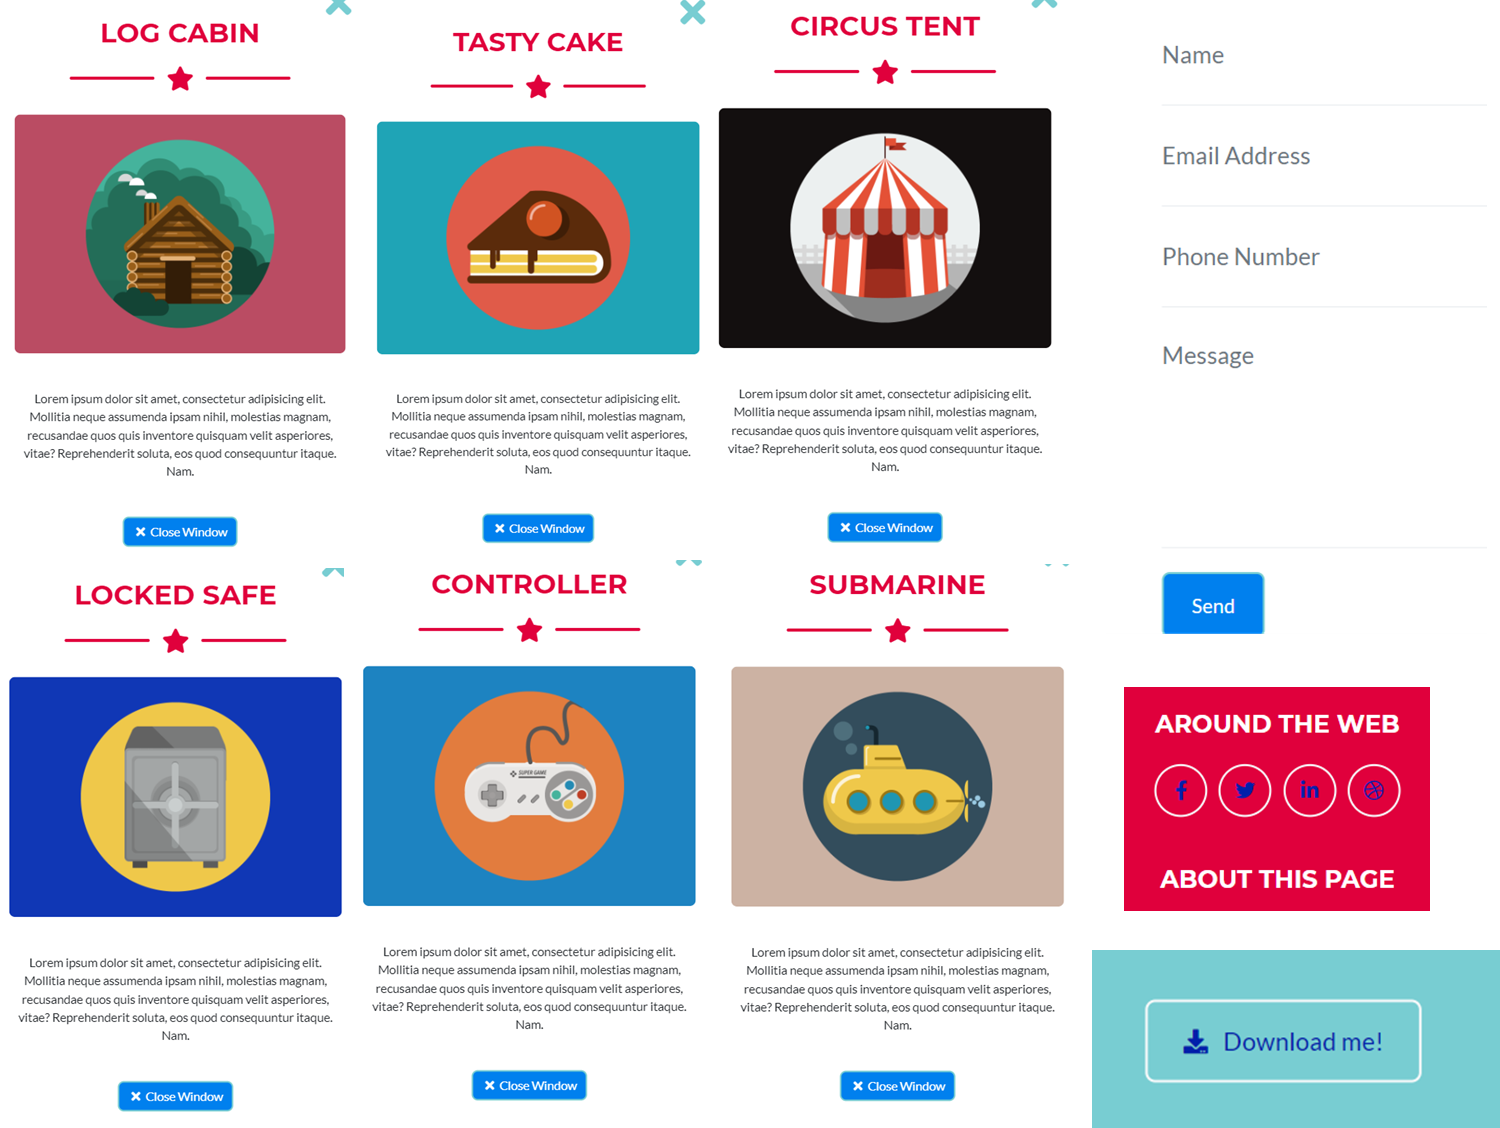 LOG CABIN
Lorem ipsum dolor sit amet, consectetur adipisicing elit.
Mollitia neque assumenda ipsam nihil, molestias magnam,
recusandae quos quis inventore quisquam velit asperiores,
vitae? Reprehenderit soluta, eos quod consequuntur itaque.
Nam.
Close Window
TASTY CAKE
Lorem ipsum dolor sit amet, consectetur adipisicing elit.
Mollitia neque assumenda ipsam nihil, molestias magnam,
recusandae quos quis inventore quisquam velit asperiores,
vitae? Reprehenderit soluta, eos quod consequuntur itaque.
Nam.
Close Window
CIRCUS TENT
Lorem ipsum dolor sit amet, consectetur adipisicing elit.
Mollitia neque assumenda ipsam nihil, molestias magnam,
recusandae quos quis inventore quisquam velit asperiores,
vitae? Reprehenderit soluta, eos quod consequuntur itaque.
Nam.
Close Window
Name
Email Address
Phone Number
Message
Send
LOCKED SAFE
Lorem ipsum dolor sit amet, consectetur adipisicing elit.
Mollitia neque assumenda ipsam nihil, molestias magnam,
recusandae quos quis inventore quisquam velit asperiores,
vitae? Reprehenderit soluta, eos quod consequuntur itaque.
Nam.
Close Window
CONTROLLER
SUPER GAME
Lorem ipsum dolor sit amet, consectetur adipisicing elit.
Mollitia neque assumenda ipsam nihil, molestias magnam,
recusandae quos quis inventore quisquam velit asperiores,
vitae? Reprehenderit soluta, eos quod consequuntur itaque.
Nam.
Close Window
SUBMARINE
Lorem ipsum dolor sit amet, consectetur adipisicing elit.
Mollitia neque assumenda ipsam nihil, molestias magnam,
recusandae quos quis inventore quisquam velit asperiores,
vitae? Reprehenderit soluta, eos quod consequuntur itaque.
Nam.
Close Window
AROUND THE WEB
ABOUT THIS PAGE
Download me!